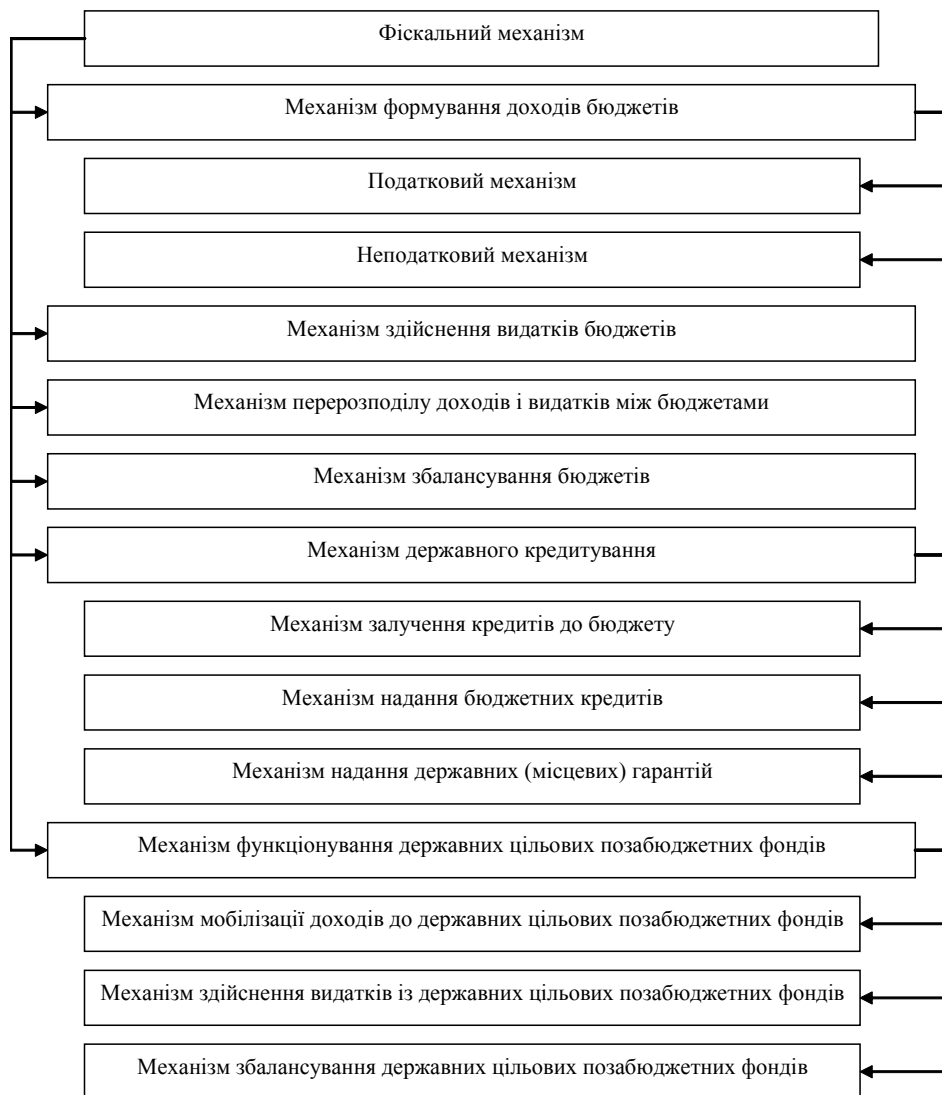 Фіскальний механізм
Механізм формування доходів бюджетів
Податковий механізм
Неподатковий механізм
Механізм здійснення видатків бюджетів
Механізм перерозподілу доходів і видатків між бюджетами
Механізм збалансування бюджетів
Механізм державного кредитування
Механізм залучення кредитів до бюджету
Механізм надання бюджетних кредитів
Механізм надання державних (місцевих) гарантій
Механізм функціонування державних цільових позабюджетних фондів
Механізм мобілізації доходів до державних цільових позабюджетних фондів
Механізм здійснення видатків із державних цільових позабюджетних фондів
Механізм збалансування державних цільових позабюджетних фондів